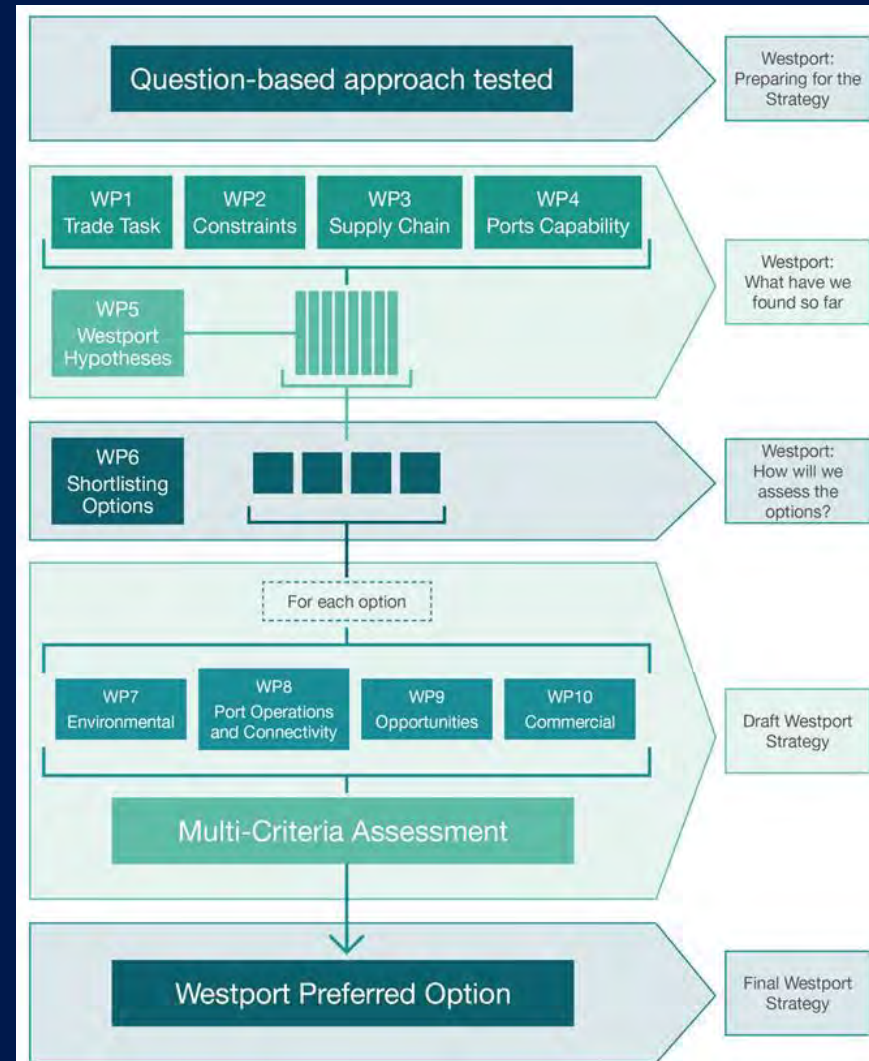 Question-based approach tested
Westport:
Preparing for the
Strategy
WP1
Trade Task
WP2
Constraints
WP3
Supply Chain
WP4
Ports Capability
WP5
Westport
Hypotheses
Westport:
What have we
found so far
WP6
Shortlisting
Options
Westport:
How will we
assess the
options?
For each option
WP7
Environmental
WP8
Port Operations
and Connectivity
WP9
Opportunities
WP10
Commercial
Multi-Criteria Assessment
Draft Westport
Strategy
Westport Preferred Option
Final Westport
Strategy